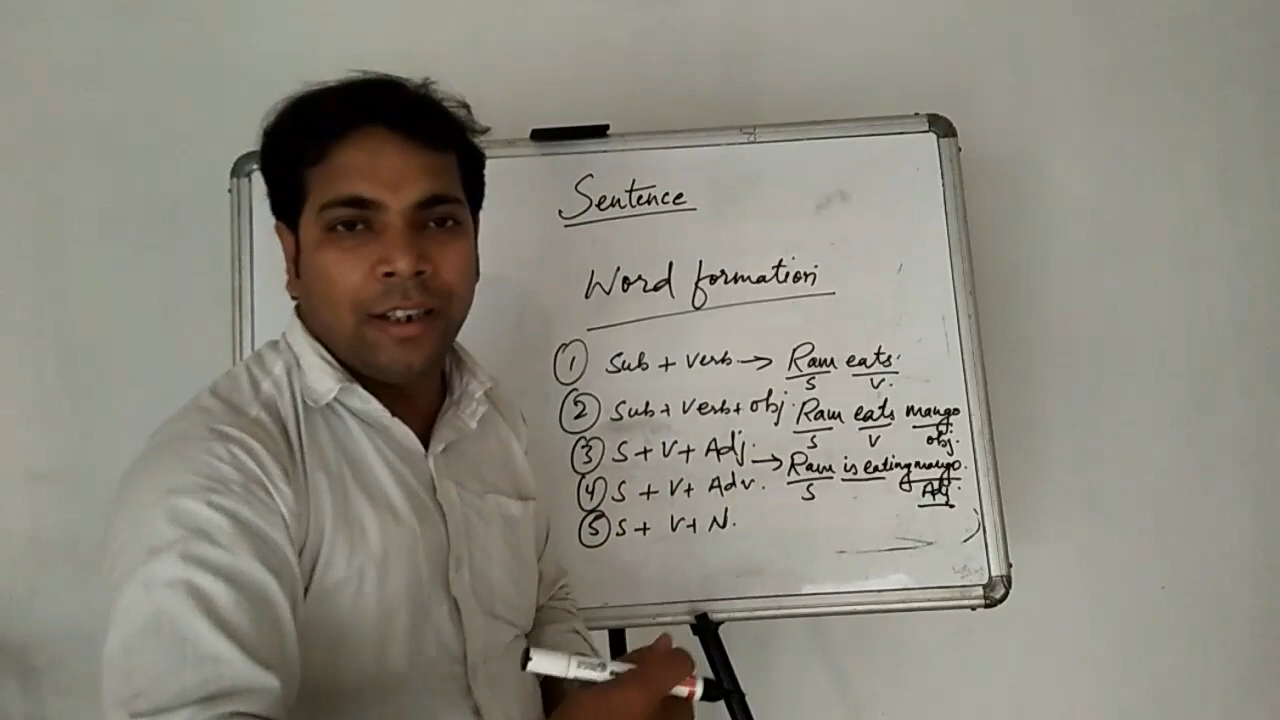 Sentence
Word formation
① Sub + Verb → Ram eats.
S V.
② Sub + Verb + obj. Ram eats mango
S V obj.
③ S + V + Adj. → Ram is eating mango.
S Adj.
④ S + V + Adv.
⑤ S + V + N.